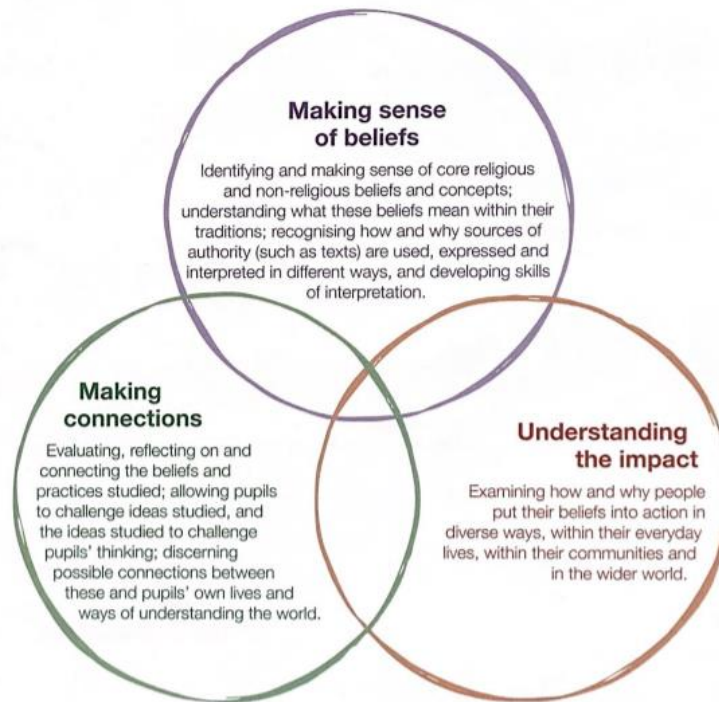 Making sense
of beliefs
Identifying and making sense of core religious
and non-religious beliefs and concepts;
understanding what these beliefs mean within their
traditions; recognising how and why sources of
authority (such as texts) are used, expressed and
interpreted in different ways, and developing skills
of interpretation.
Making
connections
Evaluating, reflecting on and
connecting the beliefs and
practices studied; allowing pupils
to challenge ideas studied, and
the ideas studied to challenge
pupils' thinking; discerning
possible connections between
these and pupils' own lives and
ways of understanding the world.
Understanding
the impact
Examining how and why people
put their beliefs into action in
diverse ways, within their everyday
lives, within their communities and
in the wider world.